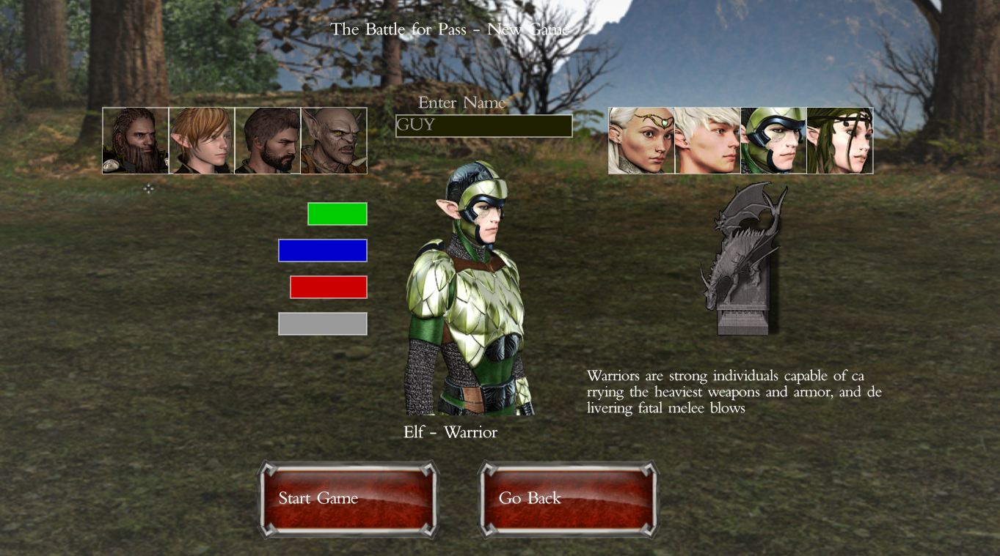 The Battle for Pass - New Game
Enter Name
GUY
Warriors are strong individuals capable of ca
rrying the heaviest weapons and armor, and de
livering fatal melee blows
Elf - Warrior
Start Game
Go Back